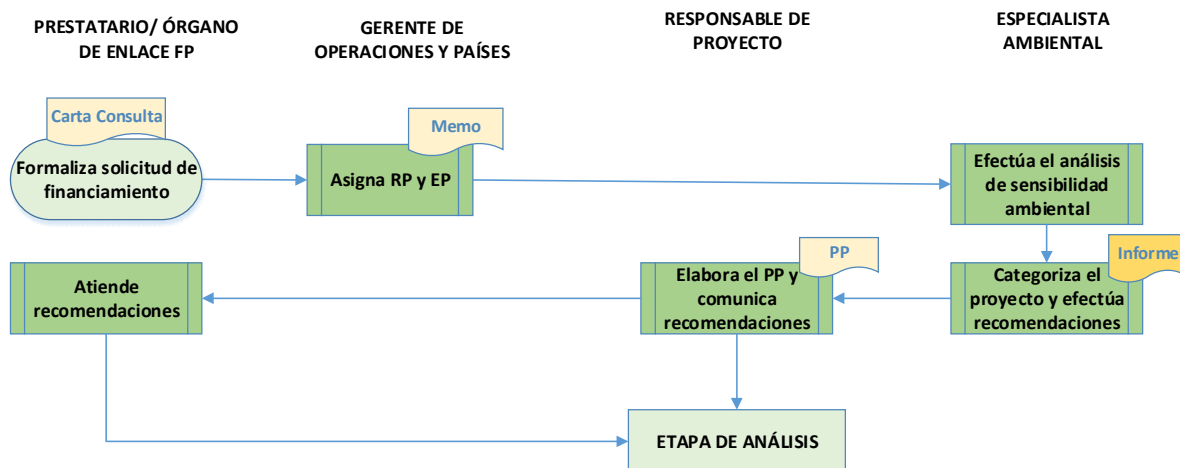 PRESTATARIO/ ÓRGANO
DE ENLACE FP
GERENTE DE
OPERACIONES Y PAÍSES
RESPONSABLE DE
PROYECTO
ESPECIALISTA
AMBIENTAL
Carta Consulta
Formaliza solicitud de
financiamiento
Memo
Asigna RP y EP
Efectúa el análisis
de sensibilidad
ambiental
Atiende
recomendaciones
PP
Elabora el PP y
comunica
recomendaciones
Informe
Categoriza el
proyecto y efectúa
recomendaciones
ETAPA DE ANÁLISIS